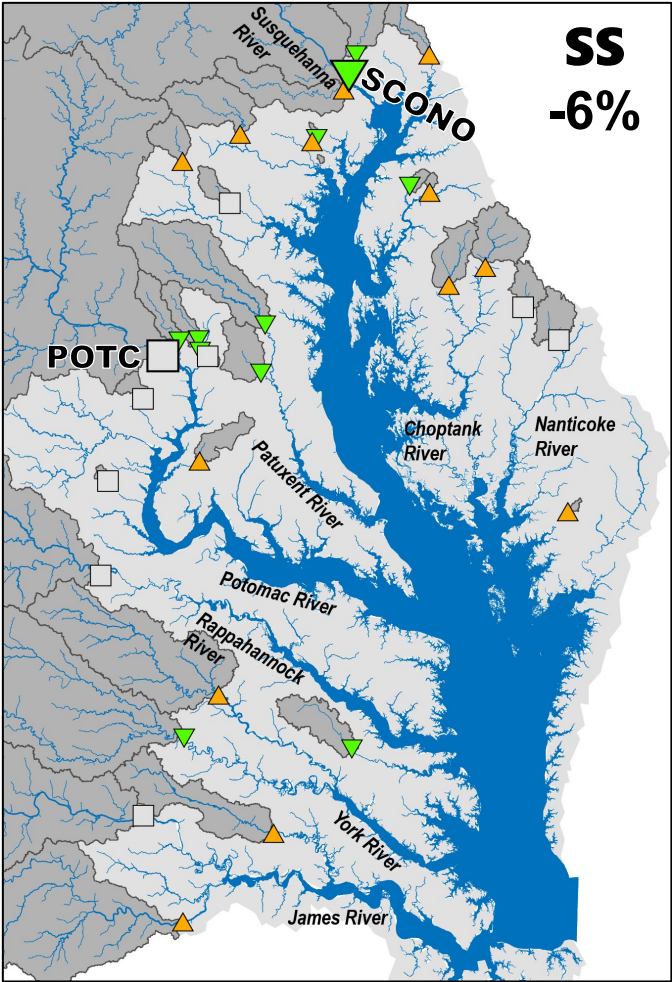 Susquehanna
River
SS
-6%
SCONO
POTC
Choptank
River
Nanticoke
River
Patuxent River
Potomac River
Rappahannock
River
York River
James River